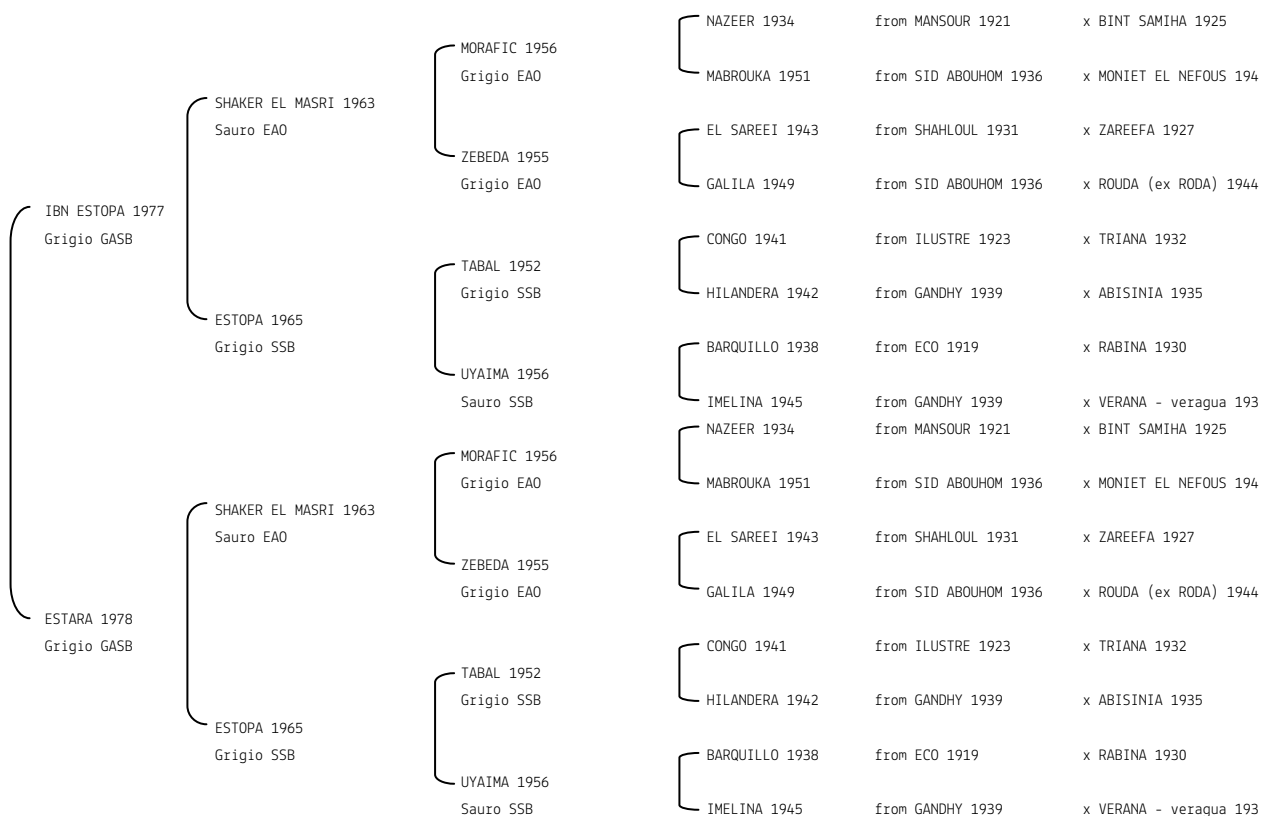 NAZEER 1934 from MANSOUR 1921 x BINT SAMIHA 1925
MORAFIC 1956
Grigio EAO
MABROUKA 1951 from SID ABOUHOM 1936 x MONIET EL NEFOUS 194
SHAKER EL MASRI 1963
Sauro EAO
EL SAREEI 1943 from SHAHLOUL 1931 x ZAREEFA 1927
ZEBEDA 1955
Grigio EAO
GALILA 1949 from SID ABOUHOM 1936 x ROUDA (ex RODA) 1944
IBN ESTOPA 1977
Grigio GASB
CONGO 1941 from ILUSTRE 1923 x TRIANA 1932
TABAL 1952
Grigio SSB
HILANDERA 1942 from GANDHY 1939 x ABISINIA 1935
ESTOPA 1965
Grigio SSB
BARQUILLO 1938 from ECO 1919 x RABINA 1930
UYAIMA 1956
Sauro SSB
IMELINA 1945 from GANDHY 1939 x VERANA - veragua 193
NAZEER 1934 from MANSOUR 1921 x BINT SAMIHA 1925
MORAFIC 1956
Grigio EAO
MABROUKA 1951 from SID ABOUHOM 1936 x MONIET EL NEFOUS 194
SHAKER EL MASRI 1963
Sauro EAO
EL SAREEI 1943 from SHAHLOUL 1931 x ZAREEFA 1927
ZEBEDA 1955
Grigio EAO
GALILA 1949 from SID ABOUHOM 1936 x ROUDA (ex RODA) 1944
ESTARA 1978
Grigio GASB
CONGO 1941 from ILUSTRE 1923 x TRIANA 1932
TABAL 1952
Grigio SSB
HILANDERA 1942 from GANDHY 1939 x ABISINIA 1935
ESTOPA 1965
Grigio SSB
BARQUILLO 1938 from ECO 1919 x RABINA 1930
UYAIMA 1956
Sauro SSB
IMELINA 1945 from GANDHY 1939 x VERANA - veragua 193